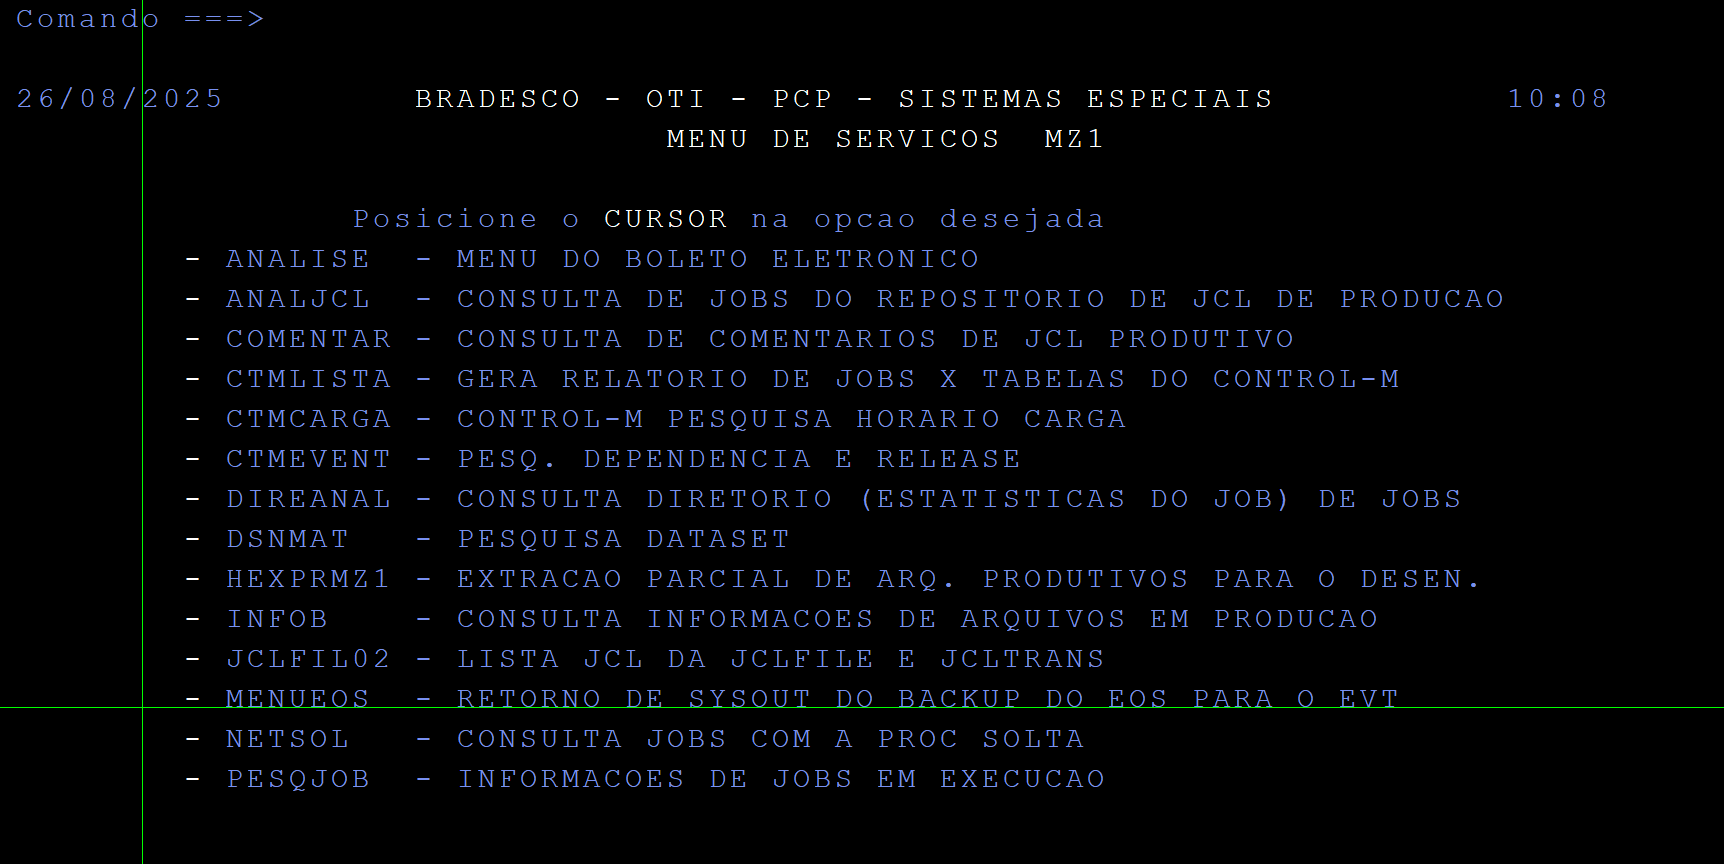 Comando ===>
26/08/2025 BRADESCO - OTI - PCP - SISTEMAS ESPECIAIS 10:08
MENU DE SERVICOS MZ1
Posicione o CURSOR na opcao desejada
- ANALISE - MENU DO BOLETO ELETRONICO
- ANALJCL - CONSULTA DE JOBS DO REPOSITORIO DE JCL DE PRODUCAO
- COMENTAR - CONSULTA DE COMENTARIOS DE JCL PRODUTIVO
- CTMLISTA - GERA RELATORIO DE JOBS X TABELAS DO CONTROL-M
- CTMCARGA - CONTROL-M PESQUISA HORARIO CARGA
- CTMEVENT - PESQ. DEPENDENCIA E RELEASE
- DIREANAL - CONSULTA DIRETORIO (ESTATISTICAS DO JOB) DE JOBS
- DSNMAT - PESQUISA DATASET
- HEXPRMZ1 - EXTRACAO PARCIAL DE ARQ. PRODUTIVOS PARA O DESEN.
- INFOB - CONSULTA INFORMACOES DE ARQUIVOS EM PRODUCAO
- JCLFIL02 - LISTA JCL DA JCLFILE E JCLTRANS
- MENUEOS - RETORNO DE SYSOUT DO BACKUP DO EOS PARA O EVT
- NETSOL - CONSULTA JOBS COM A PROC SOLTA
- PESQJOB - INFORMACOES DE JOBS EM EXECUCAO